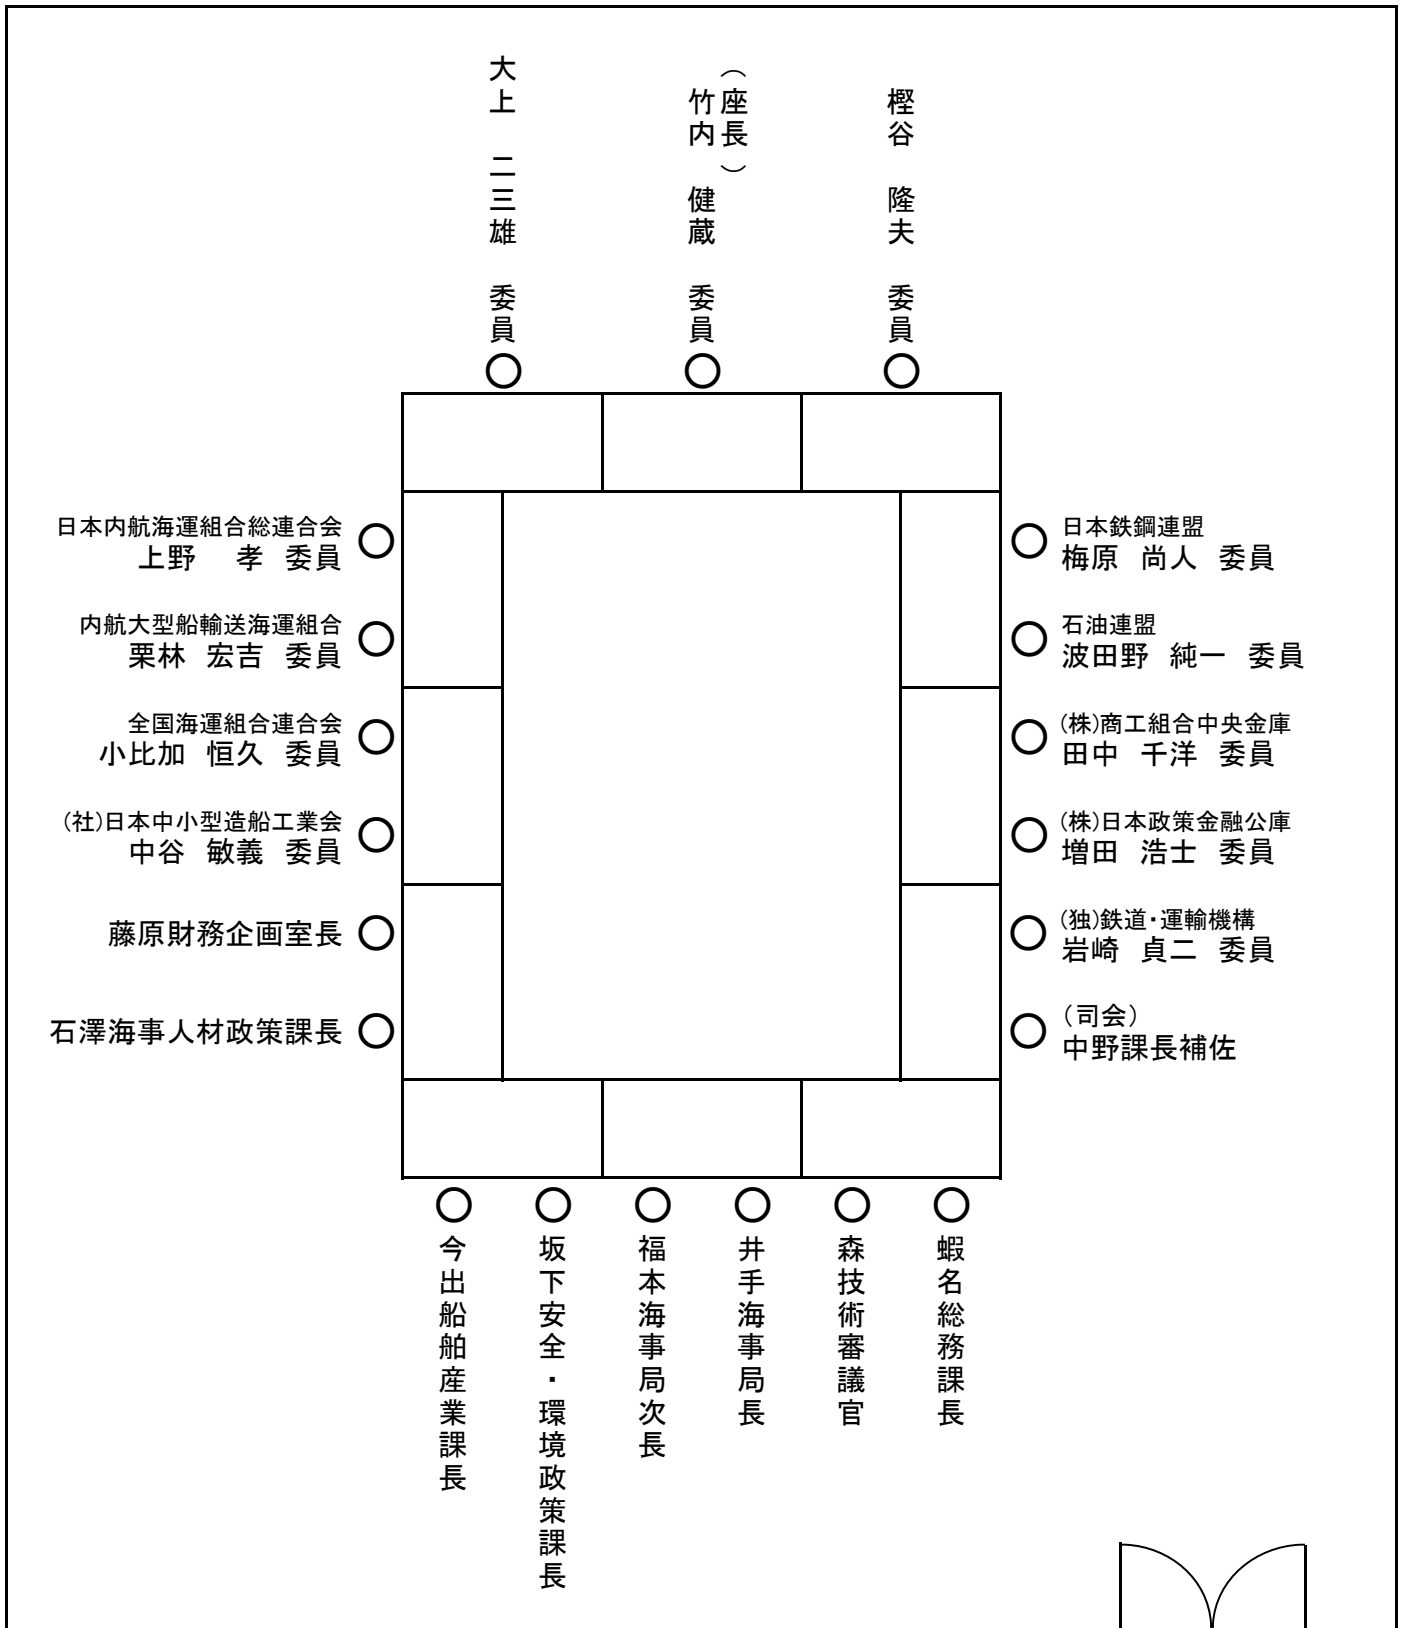 樫谷　隆夫　委員
（座長）
竹内　健蔵　委員
大上　二三雄　委員
日本内航海運組合総連合会
上野　孝　委員
内航大型船輸送海運組合
栗林　宏吉　委員
全国海運組合連合会
小比加　恒久　委員
(社)日本中小型造船工業会
中谷　敏義　委員
藤原財務企画室長
石澤海事人材政策課長
日本鉄鋼連盟
梅原　尚人　委員
石油連盟
波田野　純一　委員
(株)商工組合中央金庫
田中　千洋　委員
(株)日本政策金融公庫
増田　浩士　委員
(独)鉄道・運輸機構
岩崎　貞二　委員
（司会）
中野課長補佐
蝦名総務課長
森技術審議官
井手海事局長
福本海事局次長
坂下安全・環境政策課長
今出船舶産業課長